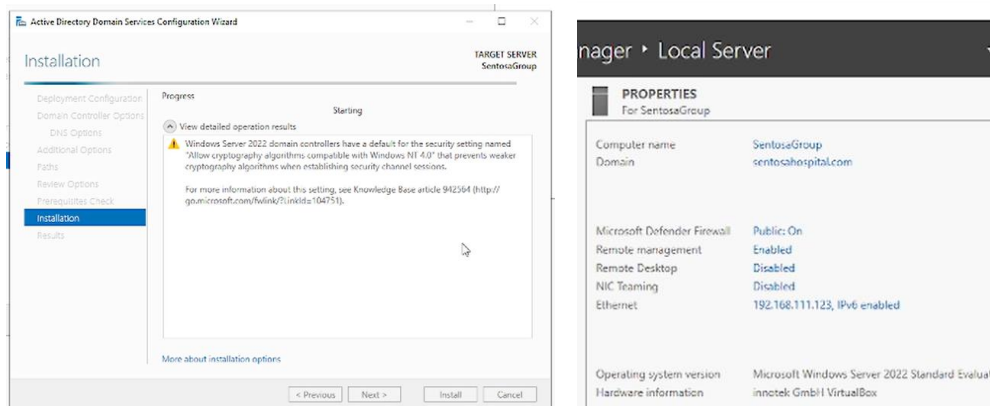 Active Directory Domain Services Configuration Wizard
Installation
TARGET SERVER
SentosaGroup
Deployment Configuration
Domain Controller Options
DNS Options
Additional Options
Paths
Review Options
Prerequisites Check
Installation
Results
Progress
Starting
View detailed operation results
Windows Server 2022 domain controllers have a default for the security setting named
"Allow cryptography algorithms compatible with Windows NT 4.0" that prevents weaker
cryptography algorithms when establishing security channel sessions.
For more information about this setting, see Knowledge Base article 942564 (http://
go.microsoft.com/fwlink/?LinkId=104751).
More about installation options
< Previous
Next >
Install
Cancel
nager • Local Server
PROPERTIES
For SentosaGroup
Computer name SentosaGroup
Domain sentosahospital.com
Microsoft Defender Firewall Public: On
Remote management Enabled
Remote Desktop Disabled
NIC Teaming Disabled
Ethernet 192.168.111.123, IPv6 enabled
Operating system version Microsoft Windows Server 2022 Standard Evaluat
Hardware information innotek GmbH VirtualBox